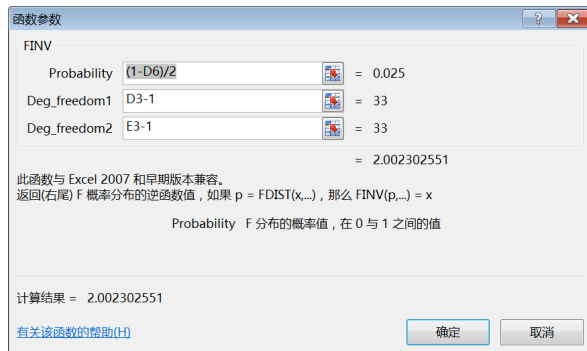 函数参数
FINV
Probability (1-D6)/2 = 0.025
Deg_freedom1 D3-1 = 33
Deg_freedom2 E3-1 = 33
= 2.002302551
此函数与 Excel 2007 和早期版本兼容。
返回(右尾) F 概率分布的逆函数值，如果 p = FDIST(x,...)，那么 FINV(p,...) = x
Probability F 分布的概率值，在 0 与 1 之间的值
计算结果 = 2.002302551
有关该函数的帮助(H)
确定
取消